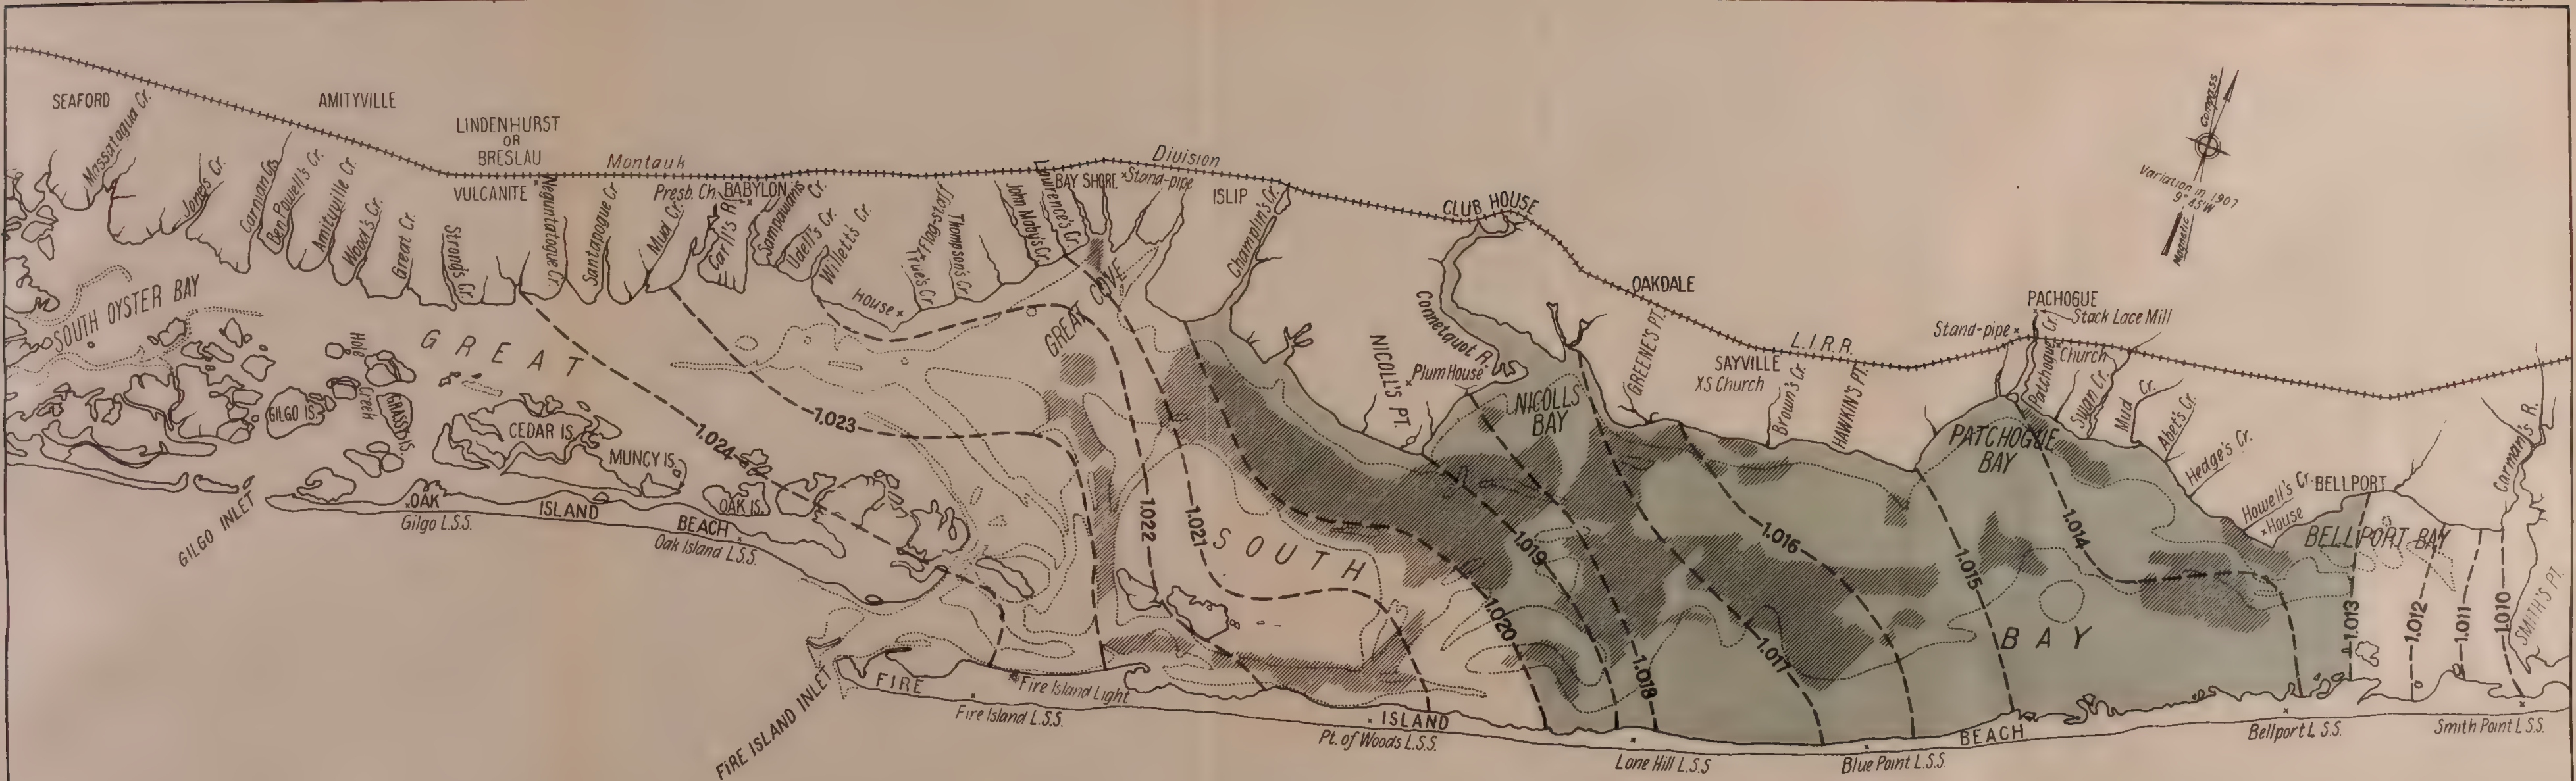 SEAFORD
Massatagua Cr.
AMITYVILLE
Jones Cr.
Carman Cr.
Ben Powell's Cr.
Amityville Cr.
Wood's Cr.
Great Cr.
Strong's Cr.
LINDENHURST
OR
BRESLAU
VULCANITE
Neguntatogue Cr.
Santapogue Cr.
Montauk
Mud Cr.
Presb. Ch.
BABYLON
Carll's R.
Sampawams Cr.
Udell's Cr.
Willett's Cr.
House
True's Cr.
Flag-staff
Thompson's Cr.
John Moby's Cr.
Lawrence's Cr.
BAY SHORE
Stand-pipe
Division
ISLIP
Champlin's Cr.
CLUB HOUSE
Connetquot R.
NICOLL'S PT.
Plum House
NICOLLS
BAY
OAKDALE
GREENE'S PT.
L.I.R.R.
SAYVILLE
XS Church
Brown's Cr.
HAWKIN'S PT.
PACHOGUE
Stack Lace Mill
Stand-pipe
Patchogue Cr.
Church
Swan Cr.
Mud Cr.
Abet's Cr.
Hedge's Cr.
PATCHOGUE
BAY
Howell's Cr.
House
BELLPORT
BELLPORT BAY
Carman's R.
SMITH'S PT.
Compass
Variation in 1907
9° 45'W
Magnetic
SOUTH OYSTER BAY
GREAT
GREAT
COVE
SOUTH
BAY
Hole
Creek
GILGO IS.
GRASS IS.
CEDAR IS.
MUNCY IS.
OAK IS.
GILGO INLET
OAK
ISLAND
BEACH
Gilgo L.S.S.
Oak Island L.S.S.
FIRE ISLAND INLET
FIRE
ISLAND
BEACH
Fire Island Light
Fire Island L.S.S.
Pt. of Woods L.S.S.
Lone Hill L.S.S
Blue Point L.S.S.
Bellport L.S.S.
Smith Point L.S.S.
1.024
1.023
1.022
1.021
1.020
1.019
1.018
1.017
1.016
1.015
1.014
1.013
1.012
1.011
1.010